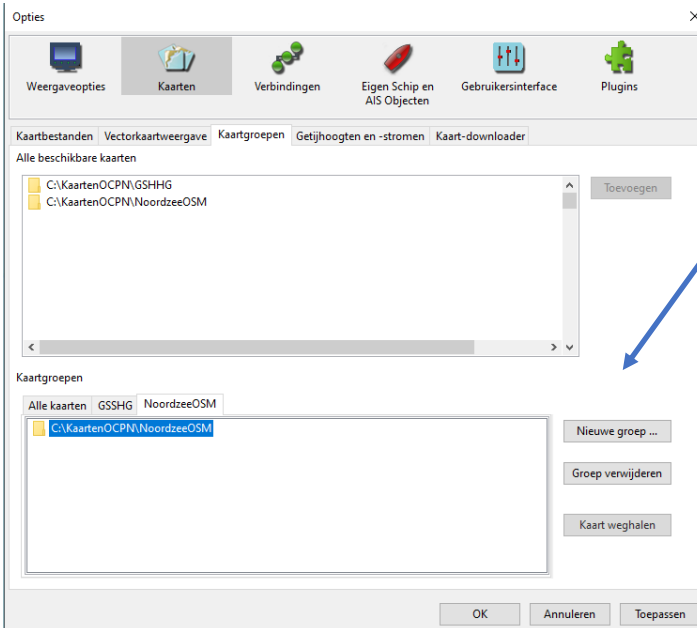 Opties
Weergaveopties
Kaarten
Verbindingen
Eigen Schip en
AIS Objecten
Gebruikersinterface
Plugins
Kaartbestanden Vectorkaartweergave Kaartgroepen Getijhoogten en -stromen Kaart-downloader
Alle beschikbare kaarten
C:\KaartenOCPN\GSHHG
C:\KaartenOCPN\NoordzeeOSM
Toevoegen
Kaartgroepen
Alle kaarten GSSHG NoordzeeOSM
C:\KaartenOCPN\NoordzeeOSM
Nieuwe groep ...
Groep verwijderen
Kaart weghalen
OK Annuleren Toepassen